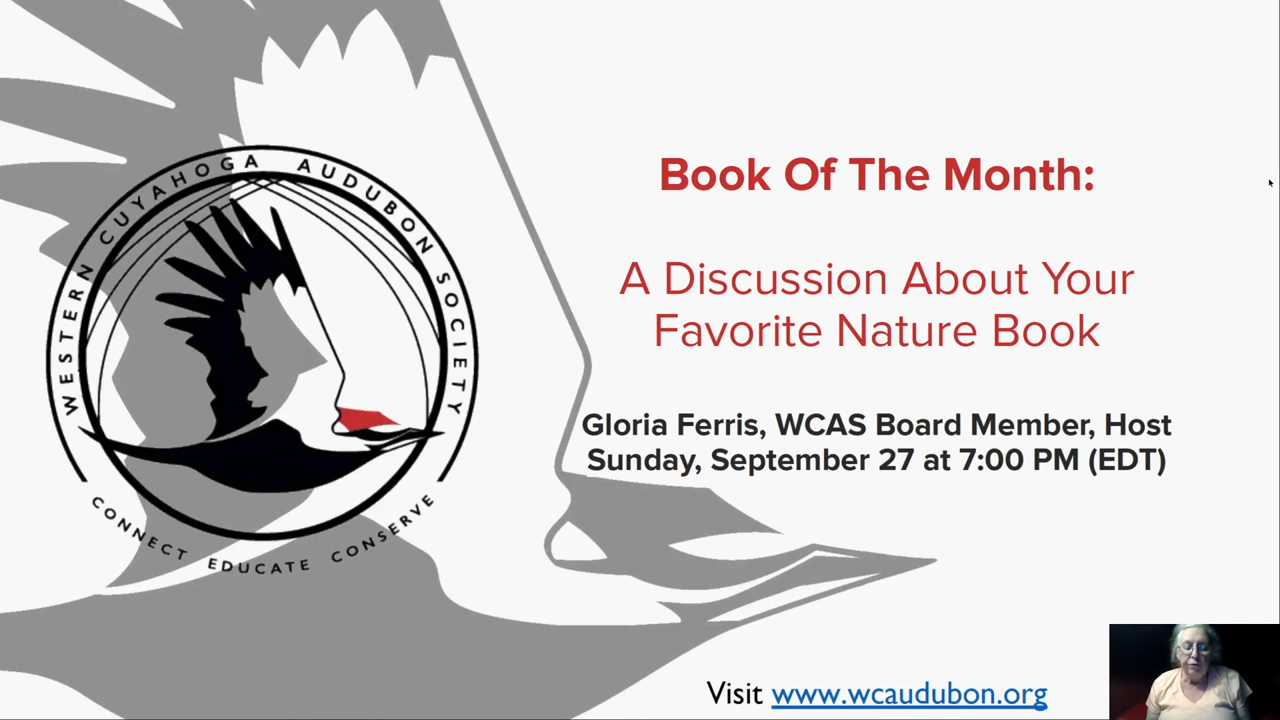 WESTERN CUYAHOGA AUDUBON SOCIETY
CONNECT EDUCATE CONSERVE
Book Of The Month:
A Discussion About Your
Favorite Nature Book
Gloria Ferris, WCAS Board Member, Host
Sunday, September 27 at 7:00 PM (EDT)
Visit www.wcaudubon.org